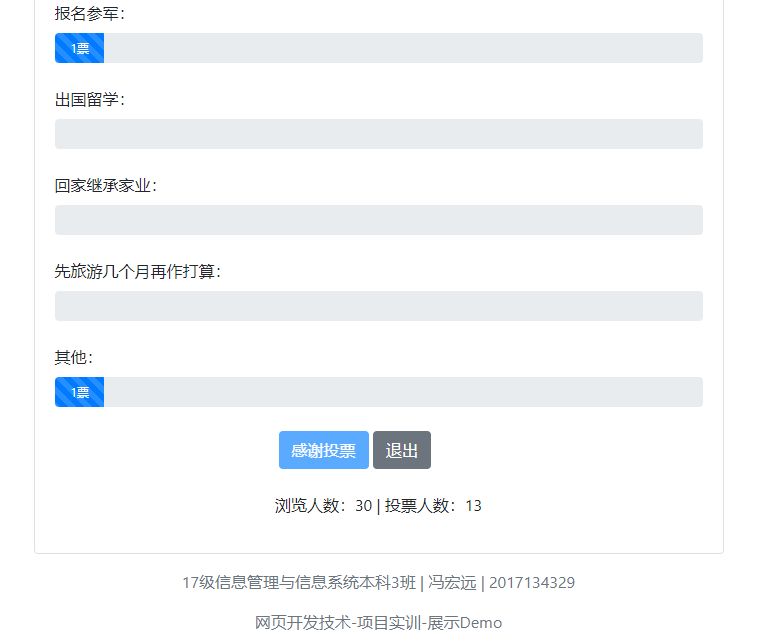 报名参军：
1票
出国留学：
回家继承家业：
先旅游几个月再作打算：
其他：
1票
感谢投票 退出
浏览人数：30 | 投票人数：13
17级信息管理与信息系统本科3班 | 冯宏远 | 2017134329
网页开发技术-项目实训-展示Demo